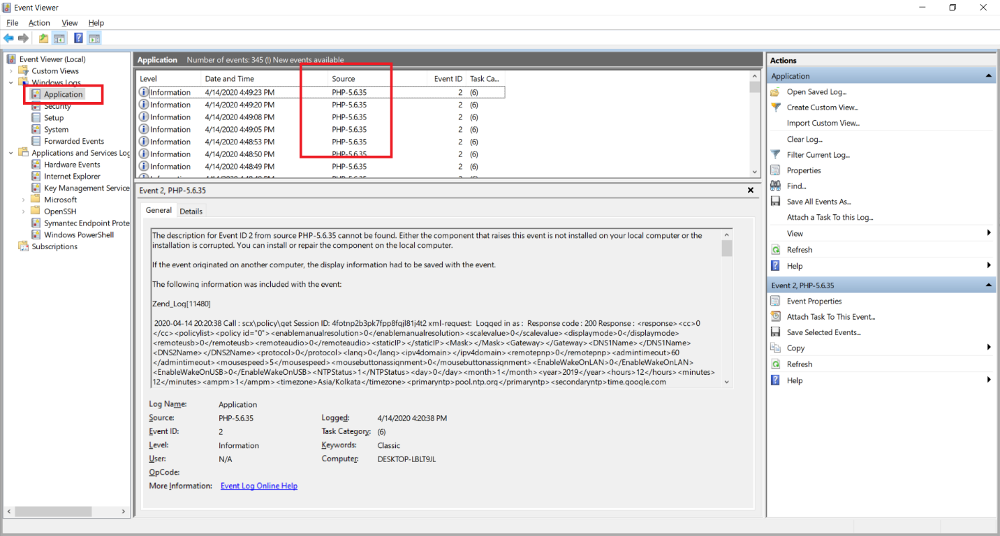 Event Viewer
File Action View Help
Event Viewer (Local)
Custom Views
Windows Logs
Application
Security
Setup
System
Forwarded Events
Applications and Services Log
Hardware Events
Internet Explorer
Key Management Service
Microsoft
OpenSSH
Symantec Endpoint Prote
Windows PowerShell
Subscriptions
Application Number of events: 345 (!) New events available
Level Date and Time Source Event ID Task Ca...
Information 4/14/2020 4:49:23 PM PHP-5.6.35 2 (6)
Information 4/14/2020 4:49:20 PM PHP-5.6.35 2 (6)
Information 4/14/2020 4:49:08 PM PHP-5.6.35 2 (6)
Information 4/14/2020 4:49:05 PM PHP-5.6.35 2 (6)
Information 4/14/2020 4:48:53 PM PHP-5.6.35 2 (6)
Information 4/14/2020 4:48:50 PM PHP-5.6.35 2 (6)
Information 4/14/2020 4:48:49 PM PHP-5.6.35 2 (6)
Event 2, PHP-5.6.35
General Details
The description for Event ID 2 from source PHP-5.6.35 cannot be found. Either the component that raises this event is not installed on your local computer or the
installation is corrupted. You can install or repair the component on the local computer.
If the event originated on another computer, the display information had to be saved with the event.
The following information was included with the event:
Zend_Log[11480]
2020-04-14 20:20:38 Call : scx\policy\get Session ID: 4fotnp2b3pk7fpp8fqjl81j4t2 xml-request: Logged in as : Response code : 200 Response : <response><cc>0
</cc><policylist><policy id="0"><enablemanualresolution>0</enablemanualresolution><scalevalue>0</scalevalue><displaymode>0</displaymode>
<remoteusb>0</remoteusb><remoteaudio>0</remoteaudio><staticIP></staticIP><Mask></Mask><Gateway></Gateway><DNS1Name></DNS1Name>
<DNS2Name></DNS2Name><protocol>0</protocol><lang>0</lang><ipv4domain></ipv4domain><remotepnp>0</remotepnp><admintimeout>60
</admintimeout><mousespeed>5</mousespeed><mousebuttonassignment>0</mousebuttonassignment><EnableWakeOnLAN>0</EnableWakeOnLAN>
<EnableWakeOnUSB>0</EnableWakeOnUSB><NTPStatus>1</NTPStatus><day>0</day><month>1</month><year>2019</year><hours>12</hours><minutes>
12</minutes><ampm>1</ampm><timezone>Asia/Kolkata</timezone><primaryntp>pool.ntp.org</primaryntp><secondaryntp>time.google.com
Log Name: Application
Source: PHP-5.6.35 Logged: 4/14/2020 4:20:38 PM
Event ID: 2 Task Category: (6)
Level: Information Keywords: Classic
User: N/A Computer: DESKTOP-LBLT9JL
OpCode:
More Information: Event Log Online Help
Actions
Application
Open Saved Log...
Create Custom View...
Import Custom View...
Clear Log...
Filter Current Log...
Properties
Find...
Save All Events As...
Attach a Task To this Log...
View
Refresh
Help
Event 2, PHP-5.6.35
Event Properties
Attach Task To This Event...
Save Selected Events...
Copy
Refresh
Help